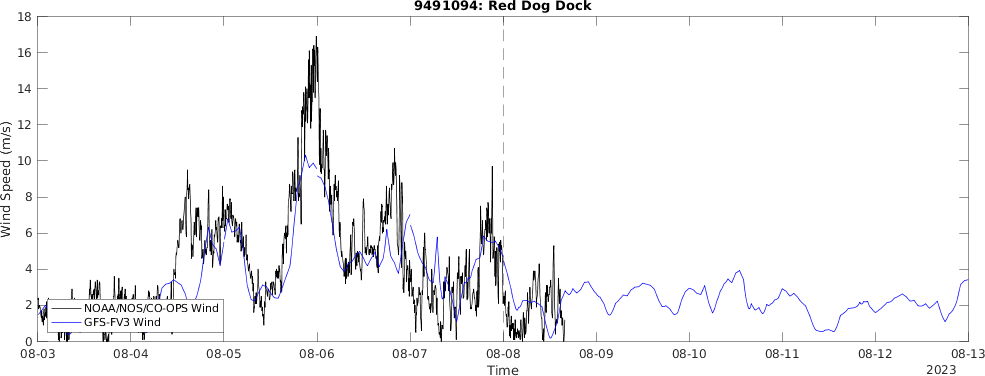 9491094: Red Dog Dock
18
16
14
12
10
8
6
4
2
0
Wind Speed (m/s)
NOAA/NOS/CO-OPS Wind
GFS-FV3 Wind
08-03 08-04 08-05 08-06 08-07 08-08 08-09 08-10 08-11 08-12 08-13
Time
2023